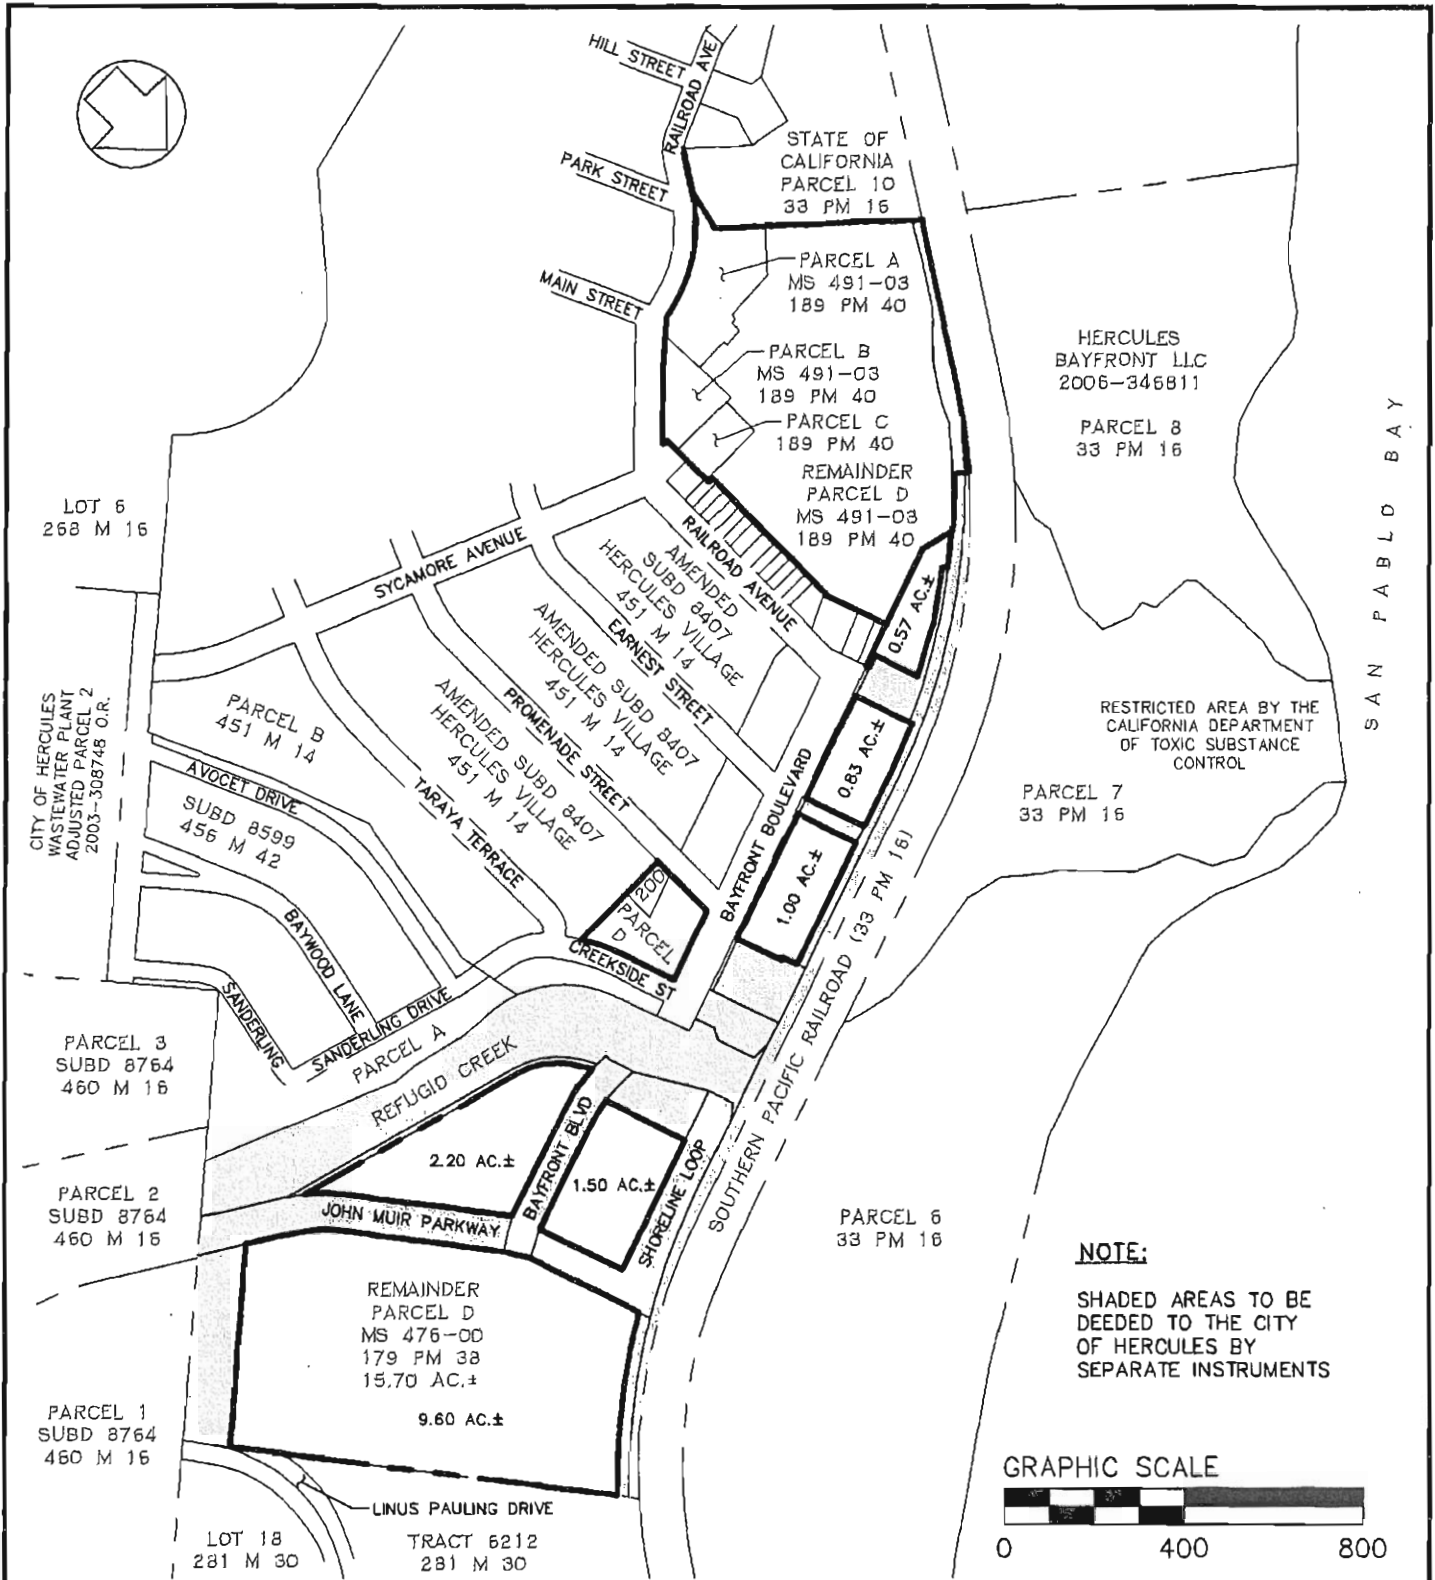 HILL STREET
RAILROAD AVE
PARK STREET
MAIN STREET
STATE OF
CALIFORNIA
PARCEL 10
33 PM 16
PARCEL A
MS 491-03
189 PM 40
PARCEL B
MS 491-03
189 PM 40
PARCEL C
189 PM 40
REMAINDER
PARCEL D
MS 491-03
189 PM 40
HERCULES
BAYFRONT LLC
2006-346811
PARCEL 8
33 PM 16
SAN PABLO BAY
LOT 6
268 M 16
SYCAMORE AVENUE
RAILROAD AVENUE
AMENDED
SUBD 8407
HERCULES VILLAGE
451 M 14
EARNEST STREET
AMENDED SUBD 8407
HERCULES VILLAGE
451 M 14
PROMENADE STREET
AMENDED SUBD 8407
HERCULES VILLAGE
451 M 14
TARAYA TERRACE
0.57 AC.±
0.83 AC.±
1.00 AC.±
BAYFRONT BOULEVARD
RESTRICTED AREA BY THE
CALIFORNIA DEPARTMENT
OF TOXIC SUBSTANCE
CONTROL
PARCEL 7
33 PM 16
CITY OF HERCULES
WASTEWATER PLANT
ADJUSTED PARCEL 2
2003-308748 O.R.
PARCEL B
451 M 14
AVOCET DRIVE
SUBD 8599
456 M 42
BAYWOOD LANE
SANDERLING
SANDERLING DRIVE
200
PARCEL
D
CREEKSIDE ST
PARCEL A
REFUGIO CREEK
SOUTHERN PACIFIC RAILROAD (33 PM 16)
PARCEL 3
SUBD 8764
460 M 16
PARCEL 2
SUBD 8764
460 M 16
2.20 AC.±
BAYFRONT BLVD
1.50 AC.±
SHORELINE LOOP
JOHN MUIR PARKWAY
PARCEL 6
33 PM 16
REMAINDER
PARCEL D
MS 476-00
179 PM 38
15.70 AC.±
9.60 AC.±
PARCEL 1
SUBD 8764
460 M 16
NOTE:
SHADED AREAS TO BE
DEEDED TO THE CITY
OF HERCULES BY
SEPARATE INSTRUMENTS
LINUS PAULING DRIVE
LOT 18
281 M 30
TRACT 6212
281 M 30
GRAPHIC SCALE
0 400 800